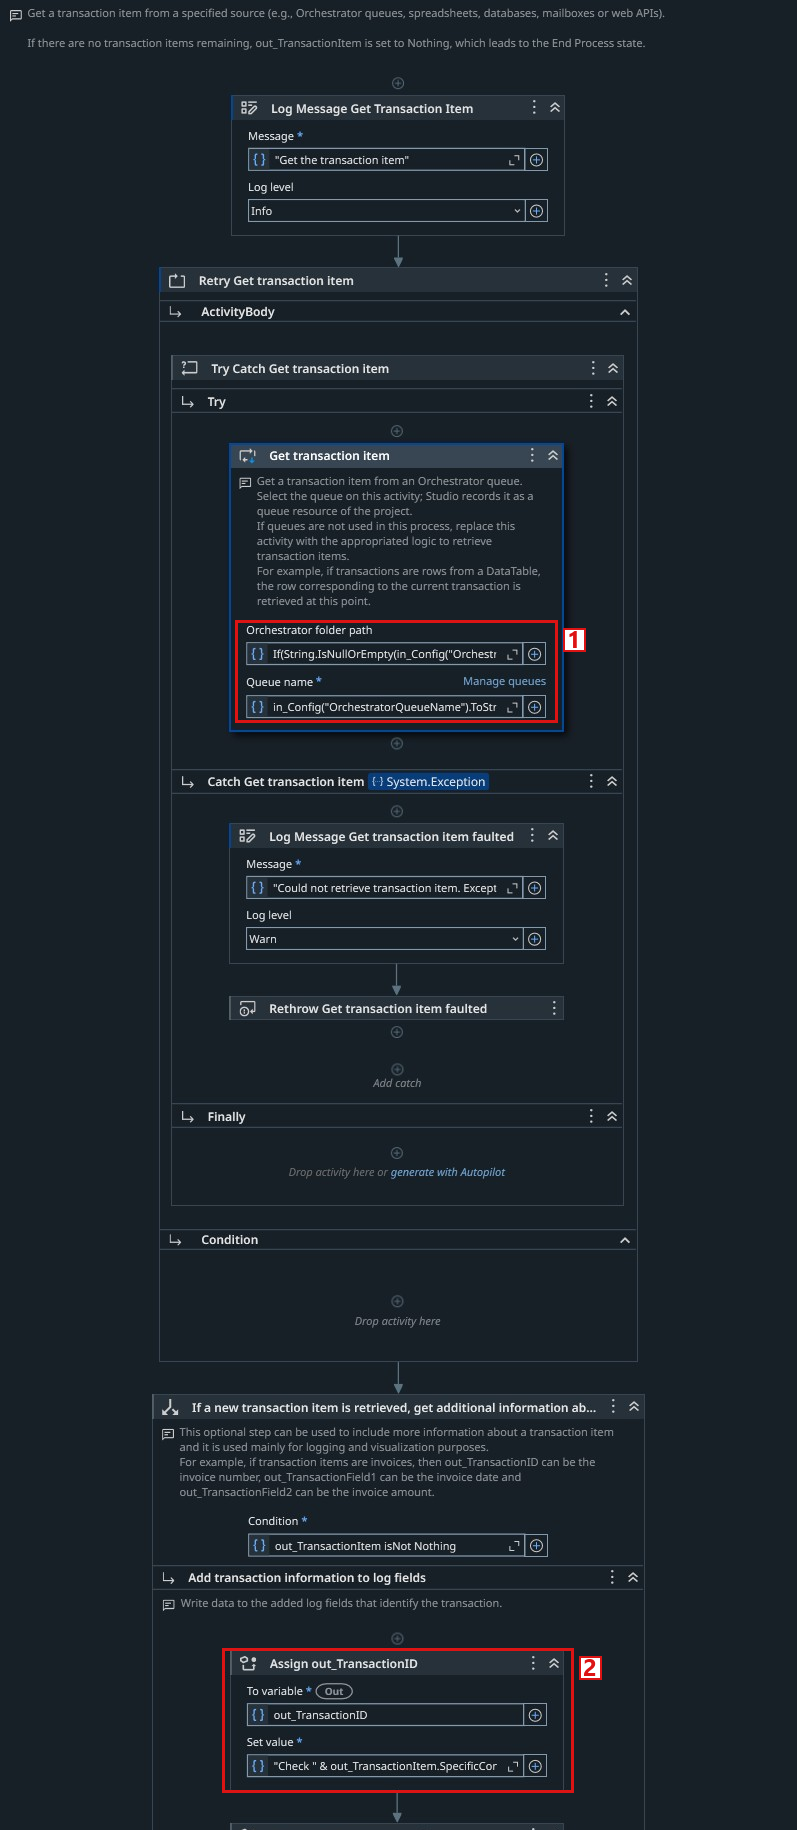 Get a transaction item from a specified source (e.g., Orchestrator queues, spreadsheets, databases, mailboxes or web APIs).
If there are no transaction items remaining, out_TransactionItem is set to Nothing, which leads to the End Process state.
Log Message Get Transaction Item
Message *
"Get the transaction item"
Log level
Info
Retry Get transaction item
ActivityBody
Try Catch Get transaction item
Try
Get transaction item
Get a transaction item from an Orchestrator queue.
Select the queue on this activity; Studio records it as a
queue resource of the project.
If queues are not used in this process, replace this
activity with the appropriated logic to retrieve
transaction items.
For example, if transactions are rows from a DataTable,
the row corresponding to the current transaction is
retrieved at this point.
Orchestrator folder path
1
If(String.IsNullOrEmpty(in_Config("Orchestr
Queue name * Manage queues
in_Config("OrchestratorQueueName").ToStr
Catch Get transaction item System.Exception
Log Message Get transaction item faulted
Message *
"Could not retrieve transaction item. Except
Log level
Warn
Rethrow Get transaction item faulted
Add catch
Finally
Drop activity here or generate with Autopilot
Condition
Drop activity here
If a new transaction item is retrieved, get additional information ab...
This optional step can be used to include more information about a transaction item
and it is used mainly for logging and visualization purposes.
For example, if transaction items are invoices, then out_TransactionID can be the
invoice number, out_TransactionField1 can be the invoice date and
out_TransactionField2 can be the invoice amount.
Condition *
out_TransactionItem isNot Nothing
Add transaction information to log fields
Write data to the added log fields that identify the transaction.
Assign out_TransactionID
2
To variable * Out
out_TransactionID
Set value *
"Check " & out_TransactionItem.SpecificCor